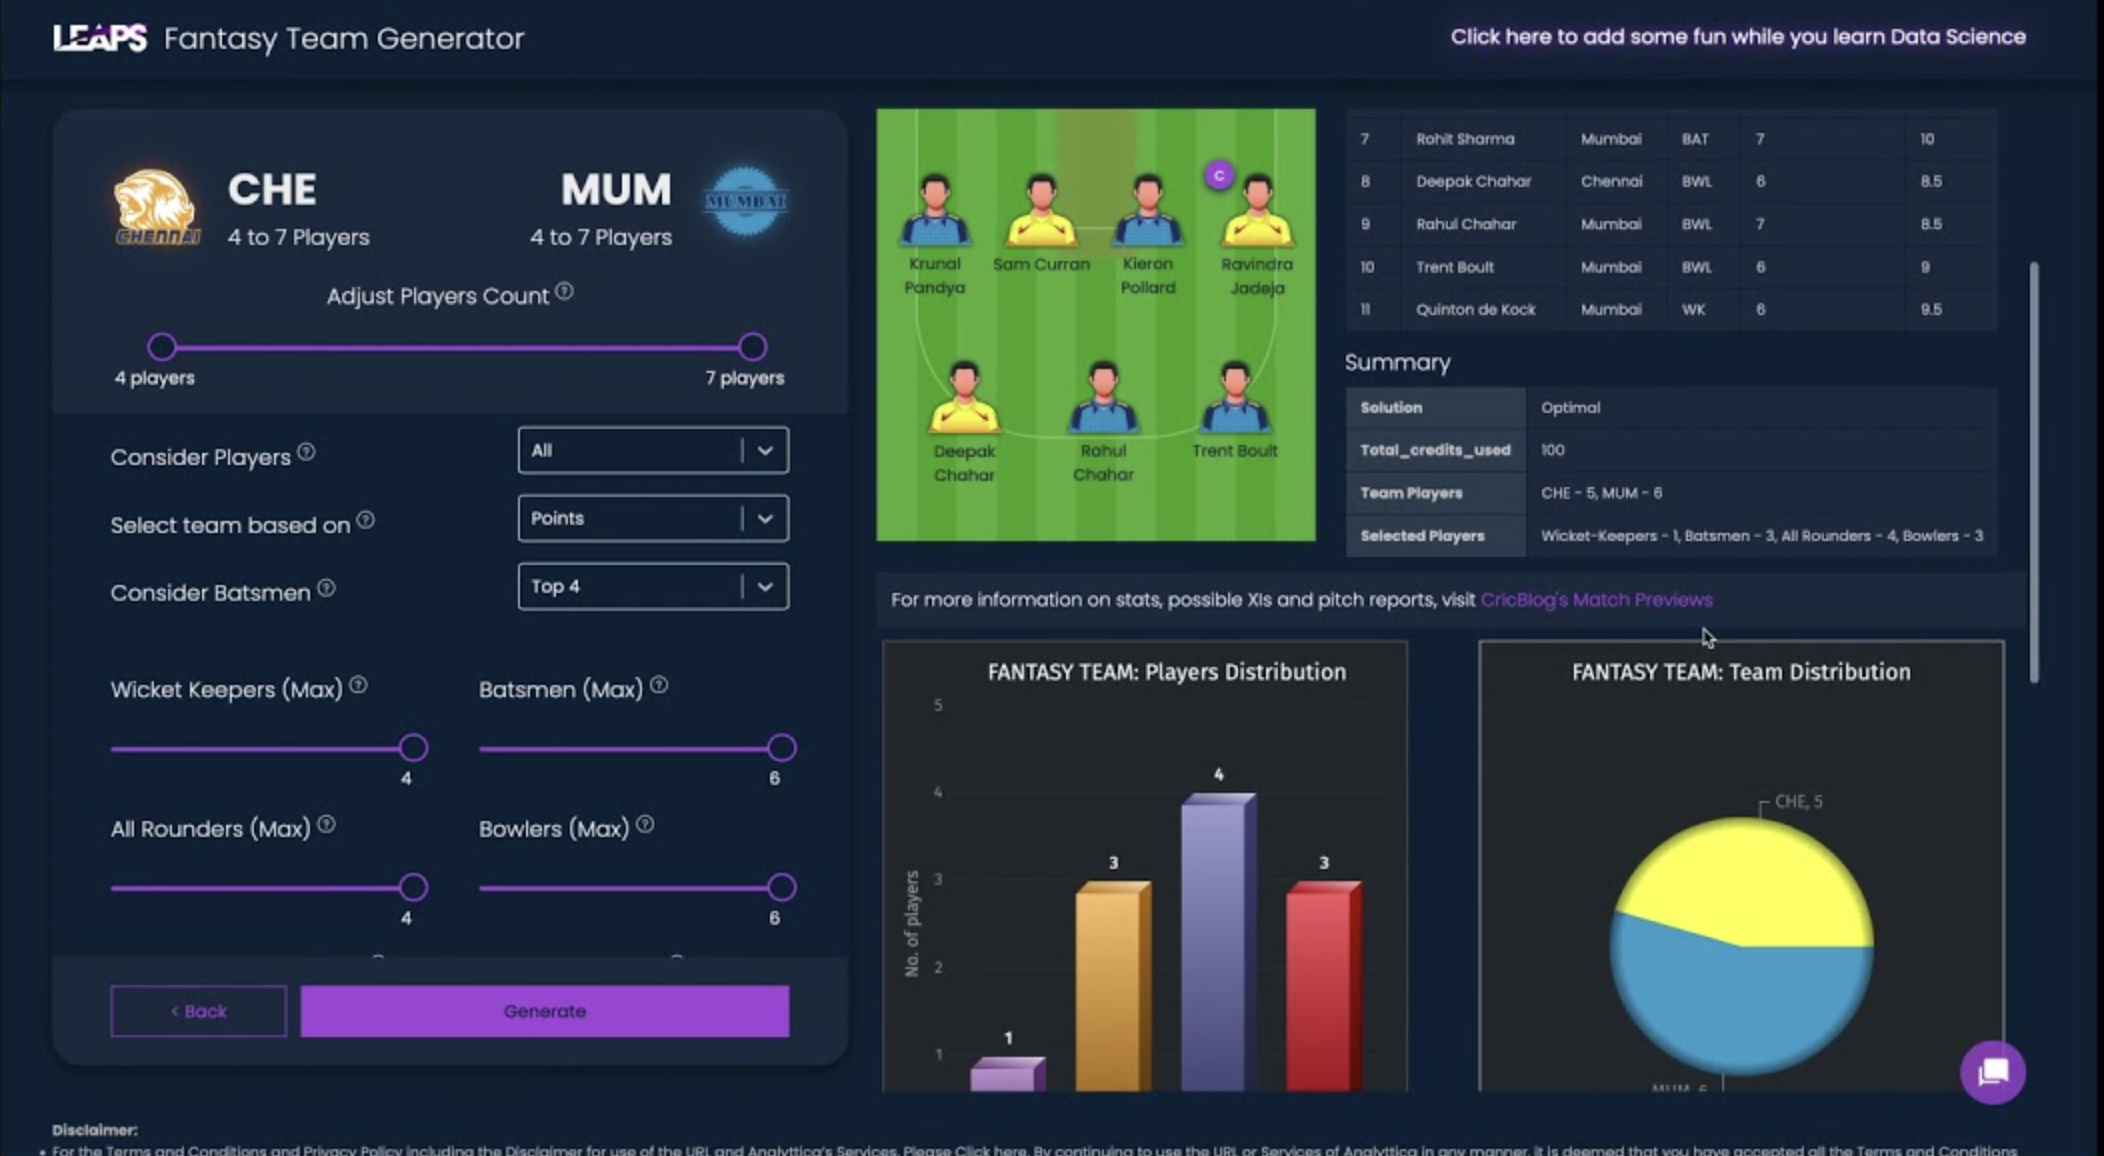 LEAPS Fantasy Team Generator
Click here to add some fun while you learn Data Science
CHENNAI
CHE
4 to 7 Players
MUM
4 to 7 Players
MUMBAI
Adjust Players Count ?
4 players
7 players
Consider Players ?
All
Select team based on ?
Points
Consider Batsmen ?
Top 4
Wicket Keepers (Max) ?
4
Batsmen (Max) ?
6
All Rounders (Max) ?
4
Bowlers (Max) ?
6
< Back
Generate
C
Krunal Pandya
Sam Curran
Kieron Pollard
Ravindra Jadeja
Deepak Chahar
Rahul Chahar
Trent Boult
7 Rohit Sharma Mumbai BAT 7 10
8 Deepak Chahar Chennai BWL 6 8.5
9 Rahul Chahar Mumbai BWL 7 8.5
10 Trent Boult Mumbai BWL 6 9
11 Quinton de Kock Mumbai WK 6 9.5
Summary
Solution Optimal
Total_credits_used 100
Team Players CHE - 5, MUM - 6
Selected Players Wicket-Keepers - 1, Batsmen - 3, All Rounders - 4, Bowlers - 3
For more information on stats, possible XIs and pitch reports, visit CricBlog's Match Previews
FANTASY TEAM: Players Distribution
No. of players
5
4
3
2
1
1
3
4
3
FANTASY TEAM: Team Distribution
CHE, 5
MUM, 6
Disclaimer:
• For the Terms and Conditions and Privacy Policy including the Disclaimer for use of the URL and Analyttica's Services, Please Click here. By continuing to use the URL or Services of Analyttica in any manner, it is deemed that you have accepted all the Terms and Conditions